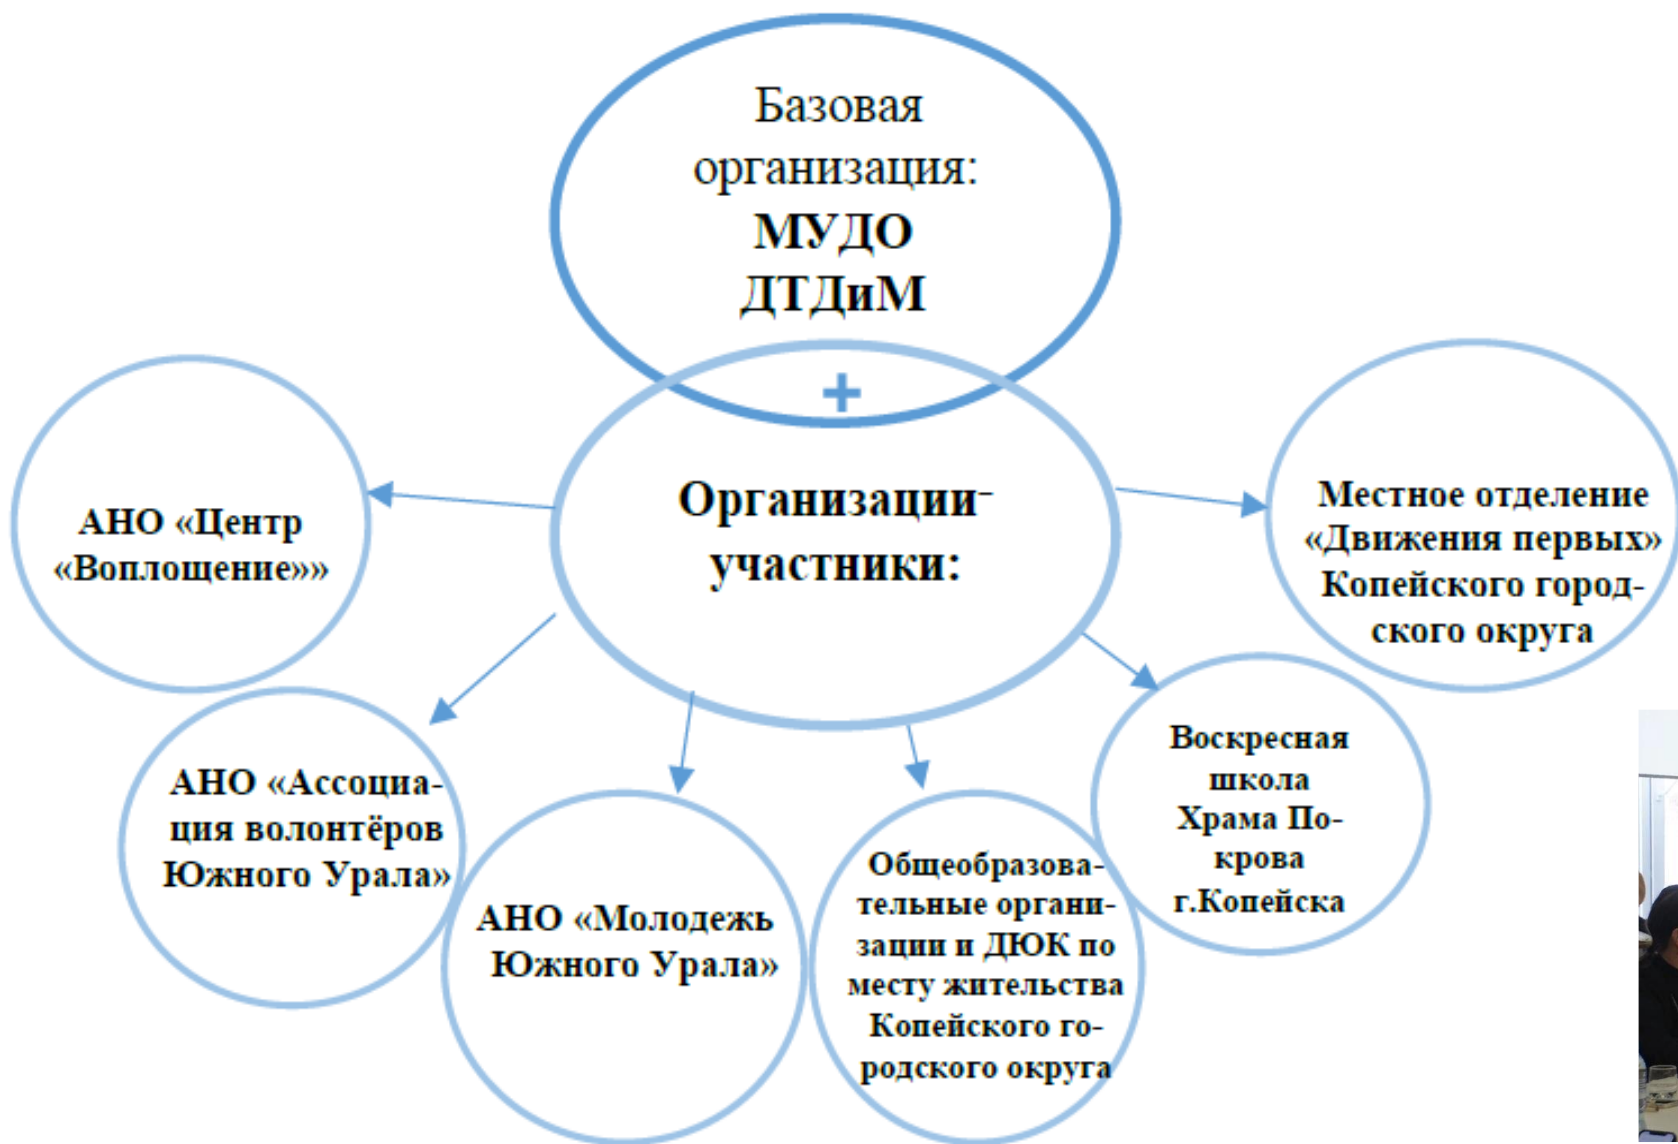 Базовая
организация:
МУДО
ДТДиМ
+
Организации-
участники:
АНО «Центр
«Воплощение»»
АНО «Ассоциа-
ция волонтёров
Южного Урала»
АНО «Молодежь
Южного Урала»
Общеобразова-
тельные органи-
зации и ДЮК по
месту жительства
Копейского го-
родского округа
Воскресная
школа
Храма По-
крова
г.Копейска
Местное отделение
«Движения первых»
Копейского город-
ского округа